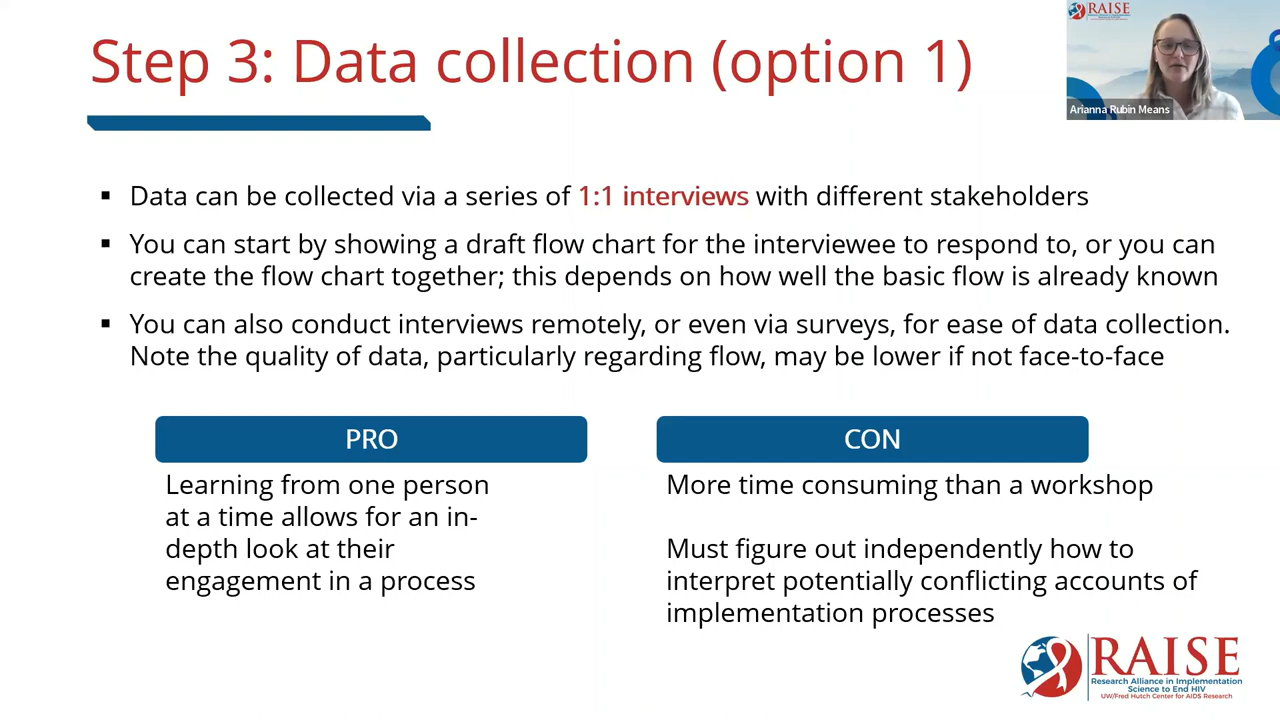 Step 3: Data collection (option 1)
RAISE
Arianna Rubin Means
▪ Data can be collected via a series of 1:1 interviews with different stakeholders
▪ You can start by showing a draft flow chart for the interviewee to respond to, or you can
create the flow chart together; this depends on how well the basic flow is already known
▪ You can also conduct interviews remotely, or even via surveys, for ease of data collection.
Note the quality of data, particularly regarding flow, may be lower if not face-to-face
PRO
Learning from one person
at a time allows for an in-
depth look at their
engagement in a process
CON
More time consuming than a workshop
Must figure out independently how to
interpret potentially conflicting accounts of
implementation processes
RAISE
Research Alliance in Implementation
Science to End HIV
UW/Fred Hutch Center for AIDS Research